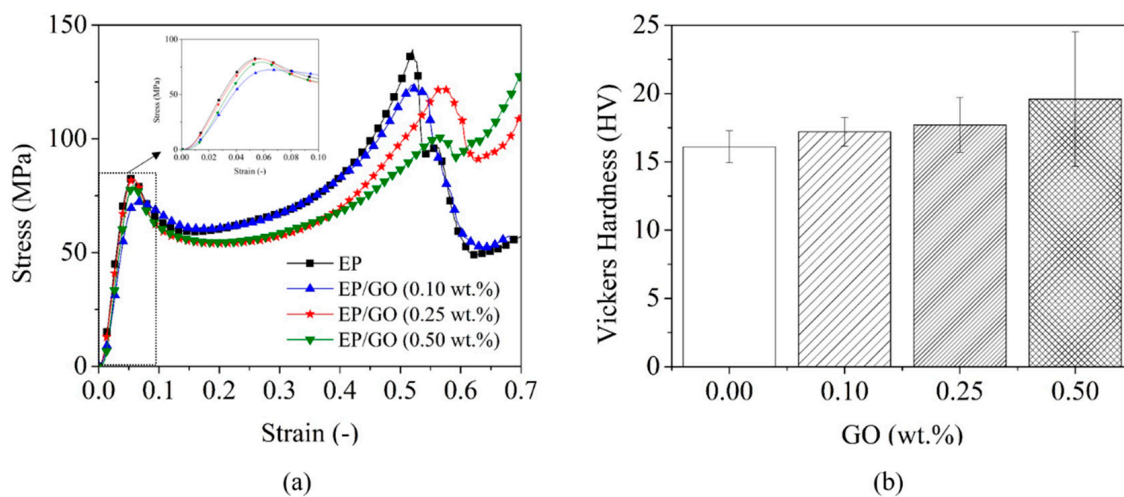 150
100
50
0
Stress (MPa)
0.0 0.1 0.2 0.3 0.4 0.5 0.6 0.7
Strain (-)
100
50
0
Stress (MPa)
0.00 0.02 0.04 0.06 0.08 0.10
Strain (-)
EP
EP/GO (0.10 wt.%)
EP/GO (0.25 wt.%)
EP/GO (0.50 wt.%)
(a)
25
20
15
10
5
0
Vickers Hardness (HV)
0.00 0.10 0.25 0.50
GO (wt.%)
(b)